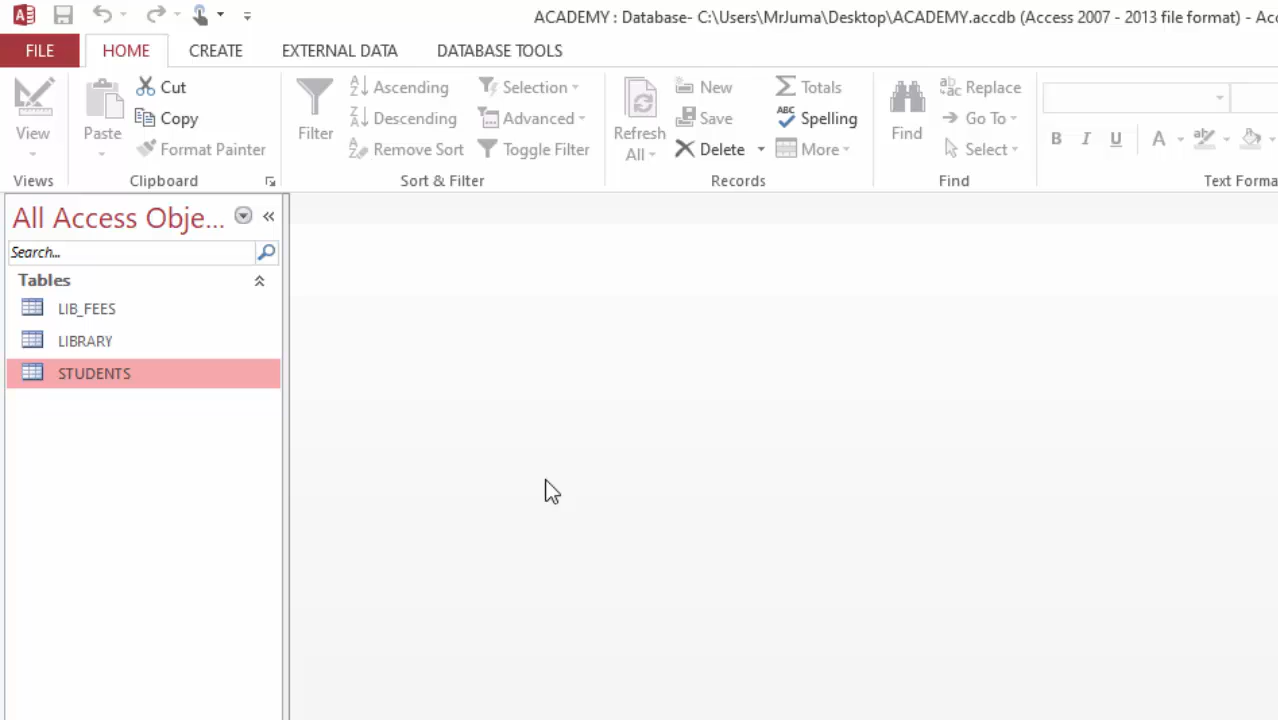 ACADEMY : Database- C:\Users\MrJuma\Desktop\ACADEMY.accdb (Access 2007 - 2013 file format) - Acc
FILE HOME CREATE EXTERNAL DATA DATABASE TOOLS
View
Views
Paste
Cut
Copy
Format Painter
Clipboard
Filter
Ascending
Descending
Remove Sort
Selection
Advanced
Toggle Filter
Sort & Filter
Refresh
All
New
Save
Delete
Totals
Spelling
More
Records
Find
Replace
Go To
Select
Find
B I U A
Text Forma
All Access Obje...
Search...
Tables
LIB_FEES
LIBRARY
STUDENTS